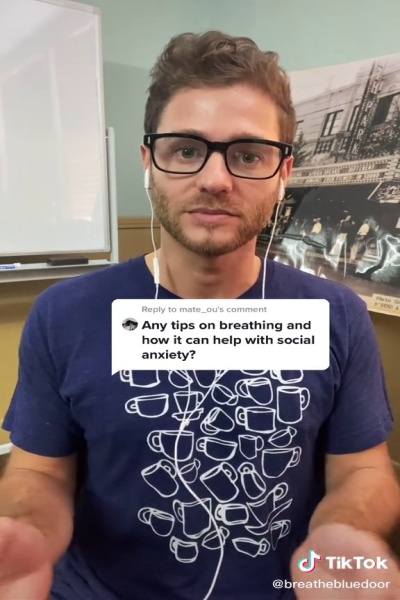 Reply to mate_ou's comment
Any tips on breathing and
how it can help with social
anxiety?
TikTok
@breathebluedoor